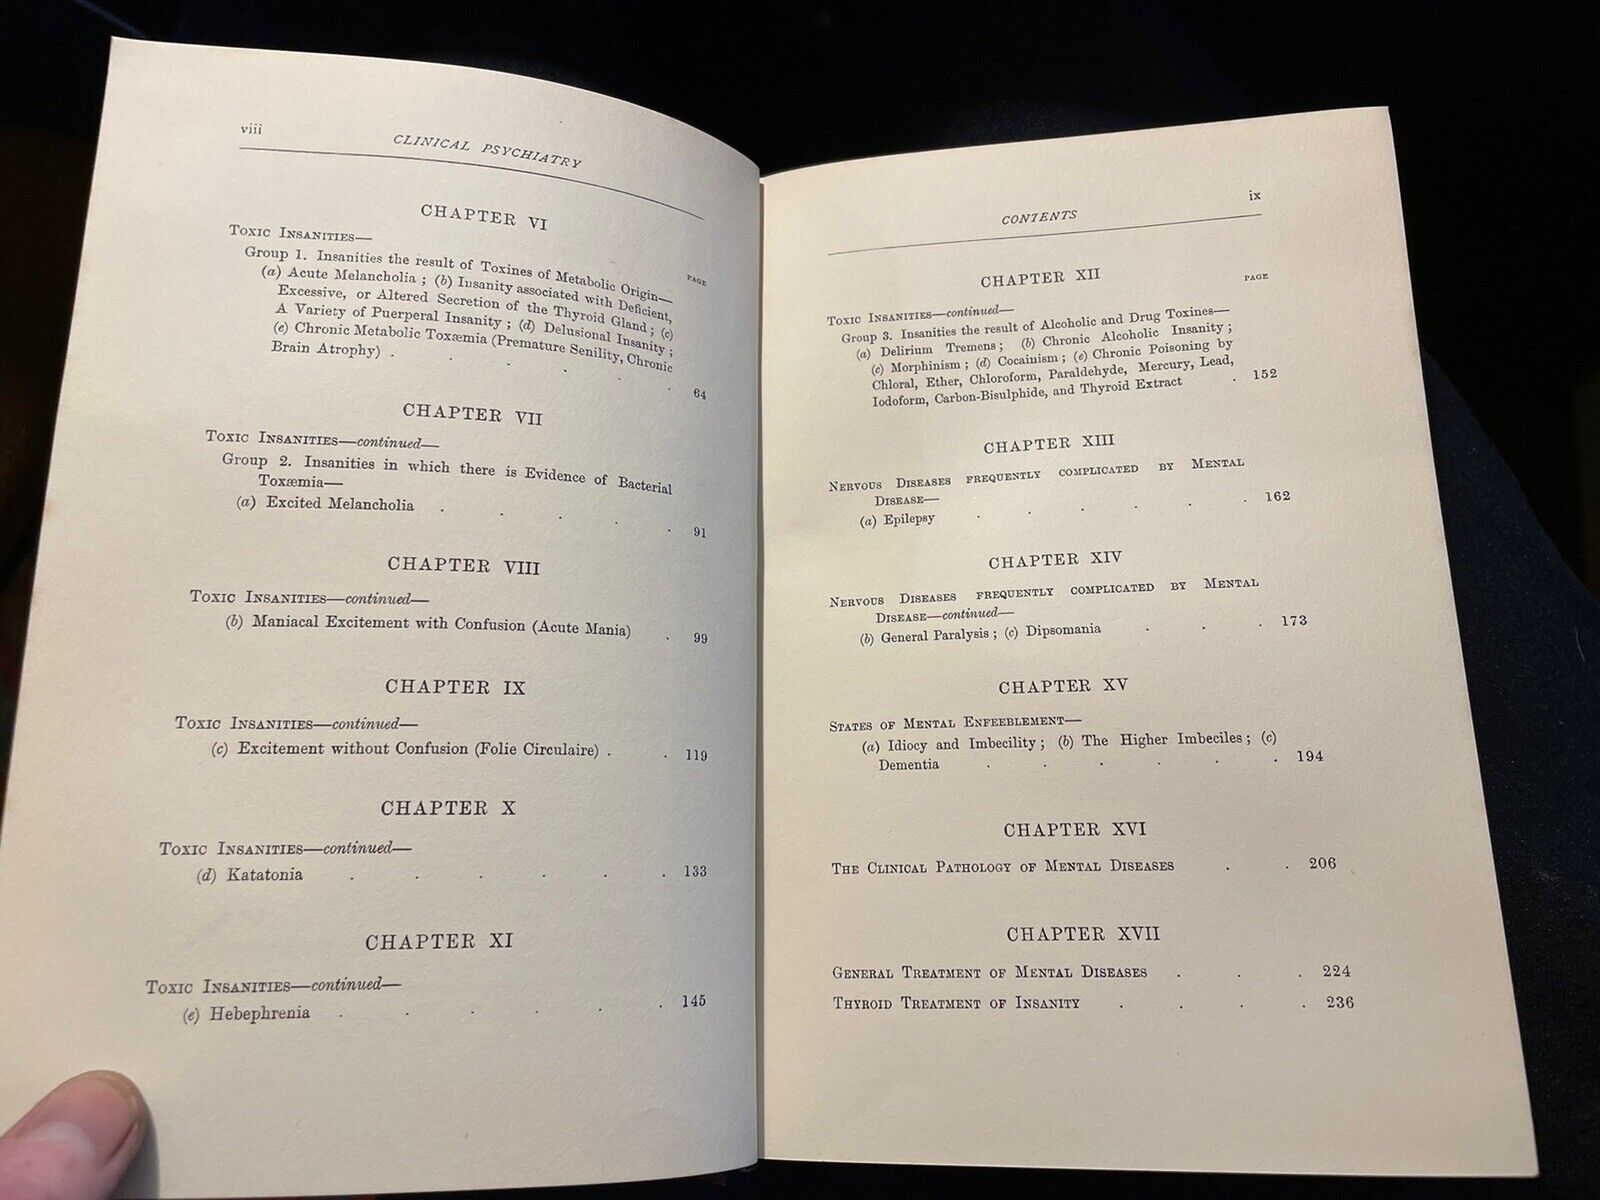 viii
CLINICAL PSYCHIATRY
CHAPTER VI
PAGE
TOXIC INSANITIES—
Group 1. Insanities the result of Toxines of Metabolic Origin—
(a) Acute Melancholia ; (b) Insanity associated with Deficient,
Excessive, or Altered Secretion of the Thyroid Gland ; (c)
A Variety of Puerperal Insanity ; (d) Delusional Insanity ;
(e) Chronic Metabolic Toxæmia (Premature Senility, Chronic
Brain Atrophy) . . . . . . 64
CHAPTER VII
TOXIC INSANITIES—continued—
Group 2. Insanities in which there is Evidence of Bacterial
Toxæmia—
(a) Excited Melancholia . . . . . 91
CHAPTER VIII
TOXIC INSANITIES—continued—
(b) Maniacal Excitement with Confusion (Acute Mania) . 99
CHAPTER IX
TOXIC INSANITIES—continued—
(c) Excitement without Confusion (Folie Circulaire) . . 119
CHAPTER X
TOXIC INSANITIES—continued—
(d) Katatonia . . . . . . 133
CHAPTER XI
TOXIC INSANITIES—continued—
(e) Hebephrenia . . . . . . 145
CONTENTS
ix
CHAPTER XII
PAGE
TOXIC INSANITIES—continued—
Group 3. Insanities the result of Alcoholic and Drug Toxines—
(a) Delirium Tremens ; (b) Chronic Alcoholic Insanity ;
(c) Morphinism ; (d) Cocainism ; (e) Chronic Poisoning by
Chloral, Ether, Chloroform, Paraldehyde, Mercury, Lead,
Iodoform, Carbon-Bisulphide, and Thyroid Extract . 152
CHAPTER XIII
NERVOUS DISEASES FREQUENTLY COMPLICATED BY MENTAL
DISEASE—
(a) Epilepsy . . . . . . 162
CHAPTER XIV
NERVOUS DISEASES FREQUENTLY COMPLICATED BY MENTAL
DISEASE—continued—
(b) General Paralysis ; (c) Dipsomania . . . 173
CHAPTER XV
STATES OF MENTAL ENFEEBLEMENT—
(a) Idiocy and Imbecility ; (b) The Higher Imbeciles ; (c)
Dementia . . . . . . 194
CHAPTER XVI
THE CLINICAL PATHOLOGY OF MENTAL DISEASES . . 206
CHAPTER XVII
GENERAL TREATMENT OF MENTAL DISEASES . . . 224
THYROID TREATMENT OF INSANITY . . . . 236